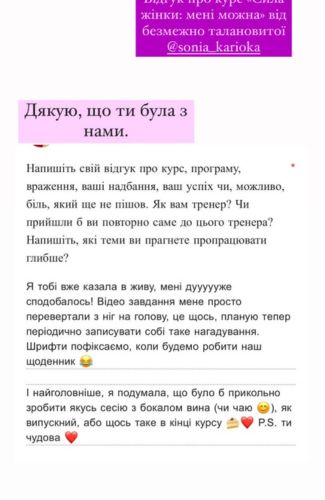 Відгук про курс «Сила
жінки: мені можна» від
безмежно талановитої
@sonia_karioka
Дякую, що ти була з
нами.
Напишіть свій відгук про курс, програму, *
враження, ваші надбання, ваш успіх чи, можливо,
біль, який ще не пішов. Як вам тренер? Чи
прийшли б ви повторно саме до цього тренера?
Напишіть, які теми ви прагнете пропрацювати
глибше?
Я тобі вже казала в живу, мені дууууууже
сподобалось! Відео завдання мене просто
перевертали з ніг на голову, це щось, планую тепер
періодично записувати собі такe нагадування.
Шрифти пофіксаємо, коли будемо робити наш
щоденник 😂
І найголовніше, я подумала, що було б прикольно
зробити якусь сесію з бокалом вина (чи чаю 😊), як
випускний, або щось таке в кінці курсу 🍰❤️ P.S. ти
чудова ❤️